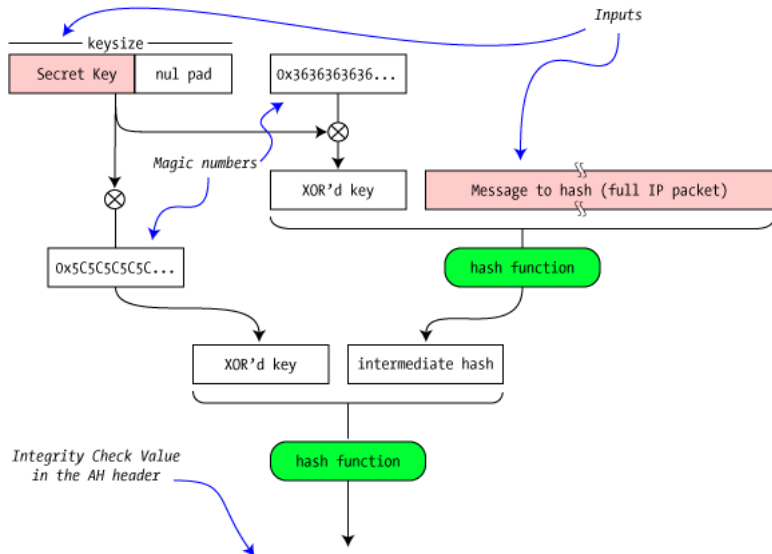 Inputs
keysize
Secret Key
nul pad
0x3636363636...
Magic numbers
XOR'd key
Message to hash (full IP packet)
0x5C5C5C5C5C...
hash function
XOR'd key
intermediate hash
Integrity Check Value
in the AH header
hash function